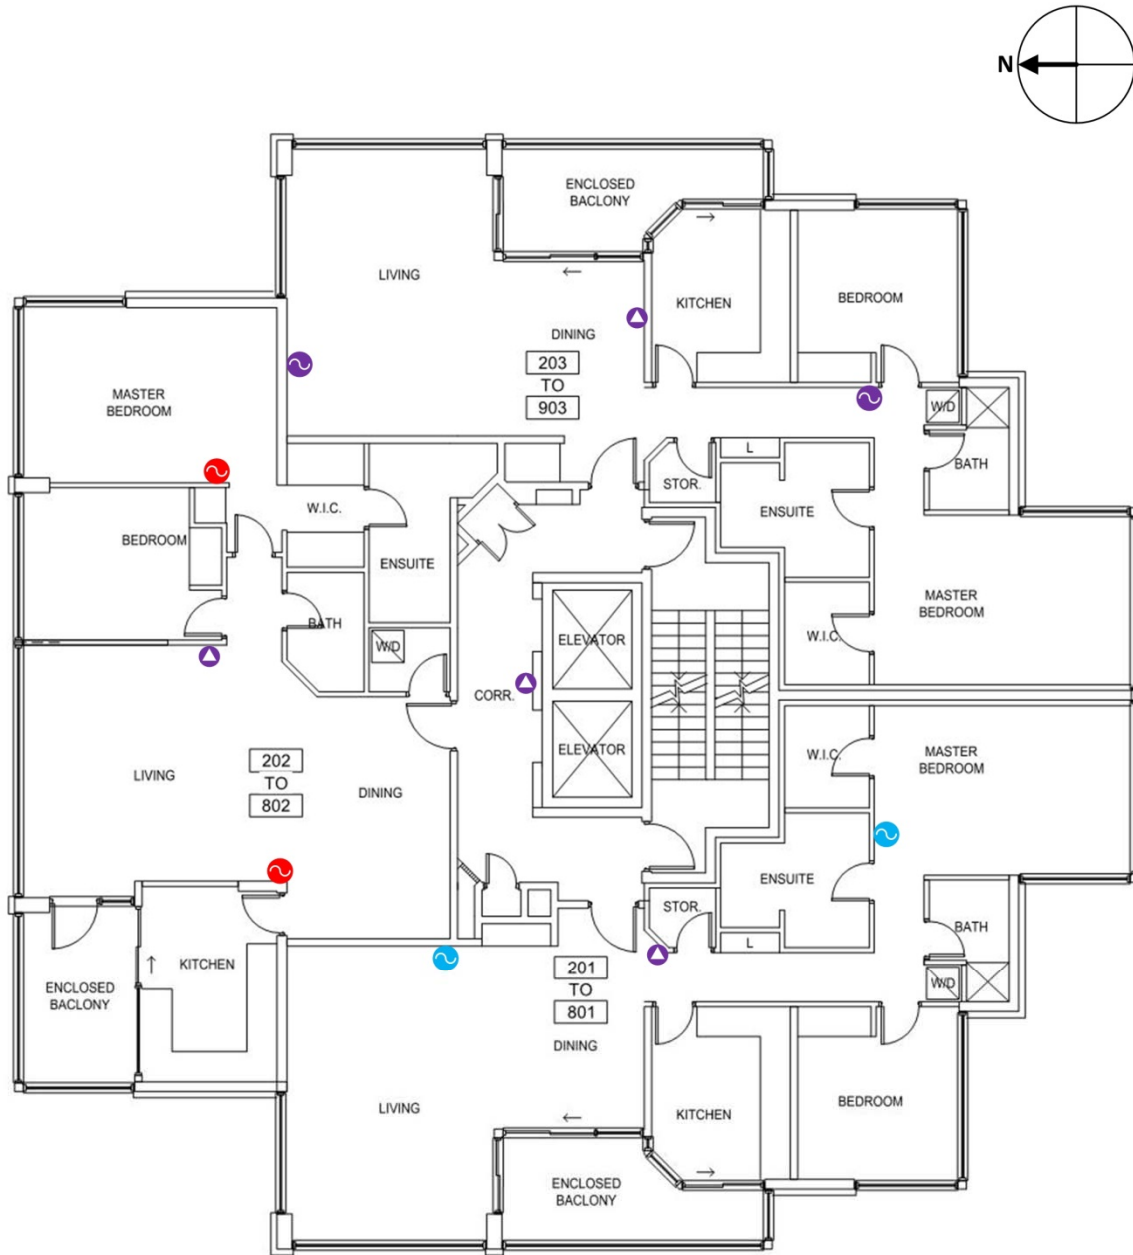 N
ENCLOSED
BACLONY
LIVING
KITCHEN
BEDROOM
DINING
203
TO
903
MASTER
BEDROOM
W/D
L
BATH
STOR.
W.I.C.
ENSUITE
ENSUITE
BEDROOM
MASTER
BEDROOM
BATH
W/D
ELEVATOR
W.I.C.
CORR.
ELEVATOR
W.I.C.
MASTER
BEDROOM
202
TO
802
LIVING
DINING
ENSUITE
STOR.
BATH
L
KITCHEN
201
TO
801
W/D
ENCLOSED
BACLONY
DINING
LIVING
KITCHEN
BEDROOM
ENCLOSED
BACLONY